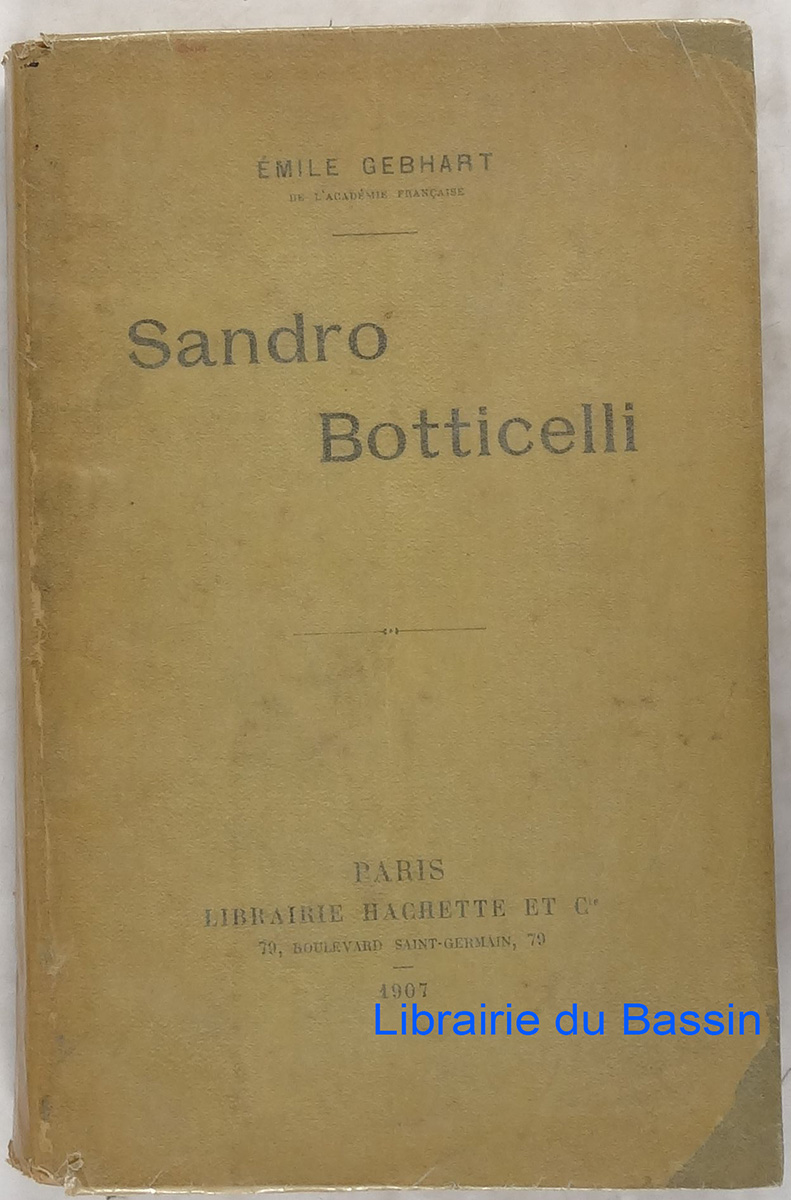 ÉMILE GEBHART
DE L'ACADÉMIE FRANÇAISE
Sandro
Botticelli
PARIS
LIBRAIRIE HACHETTE ET Cie
79, BOULEVARD SAINT-GERMAIN, 79
1907
Librairie du Bassin